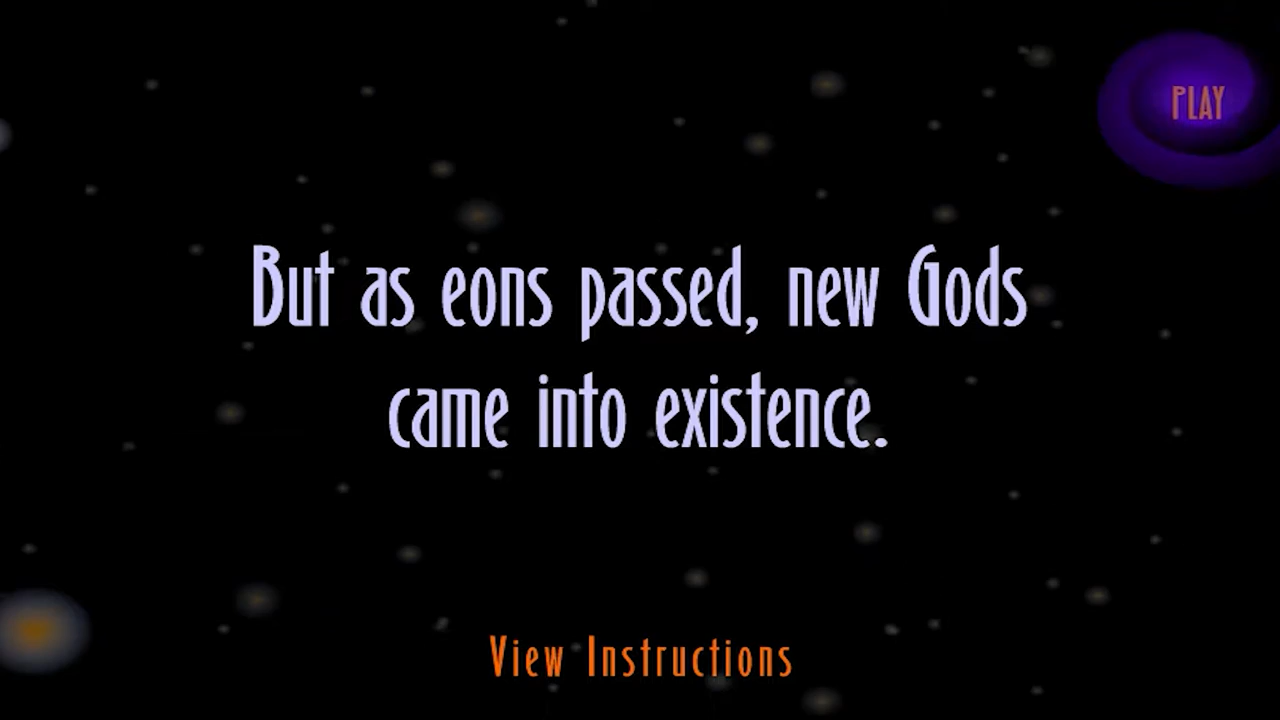 PLAY
But as eons passed, new Gods
came into existence.
View Instructions